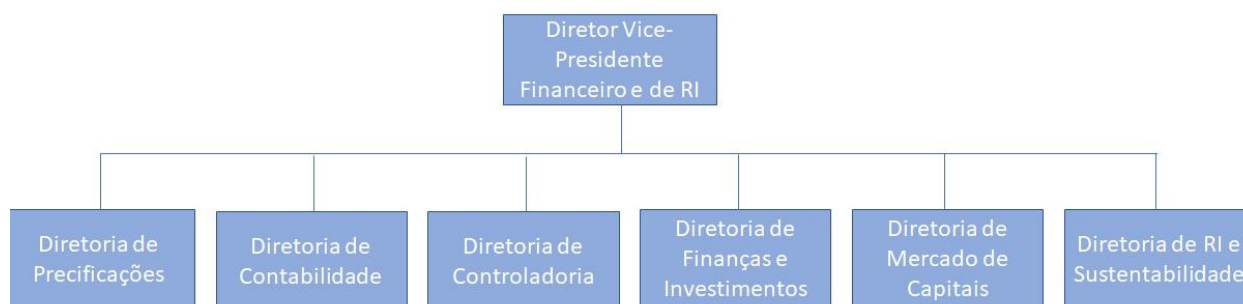 Diretor Vice-
Presidente
Financeiro e de RI
Diretoria de
Precificações
Diretoria de
Contabilidade
Diretoria de
Controladoria
Diretoria de
Finanças e
Investimentos
Diretoria de
Mercado de
Capitais
Diretoria de RI e
Sustentabilidade